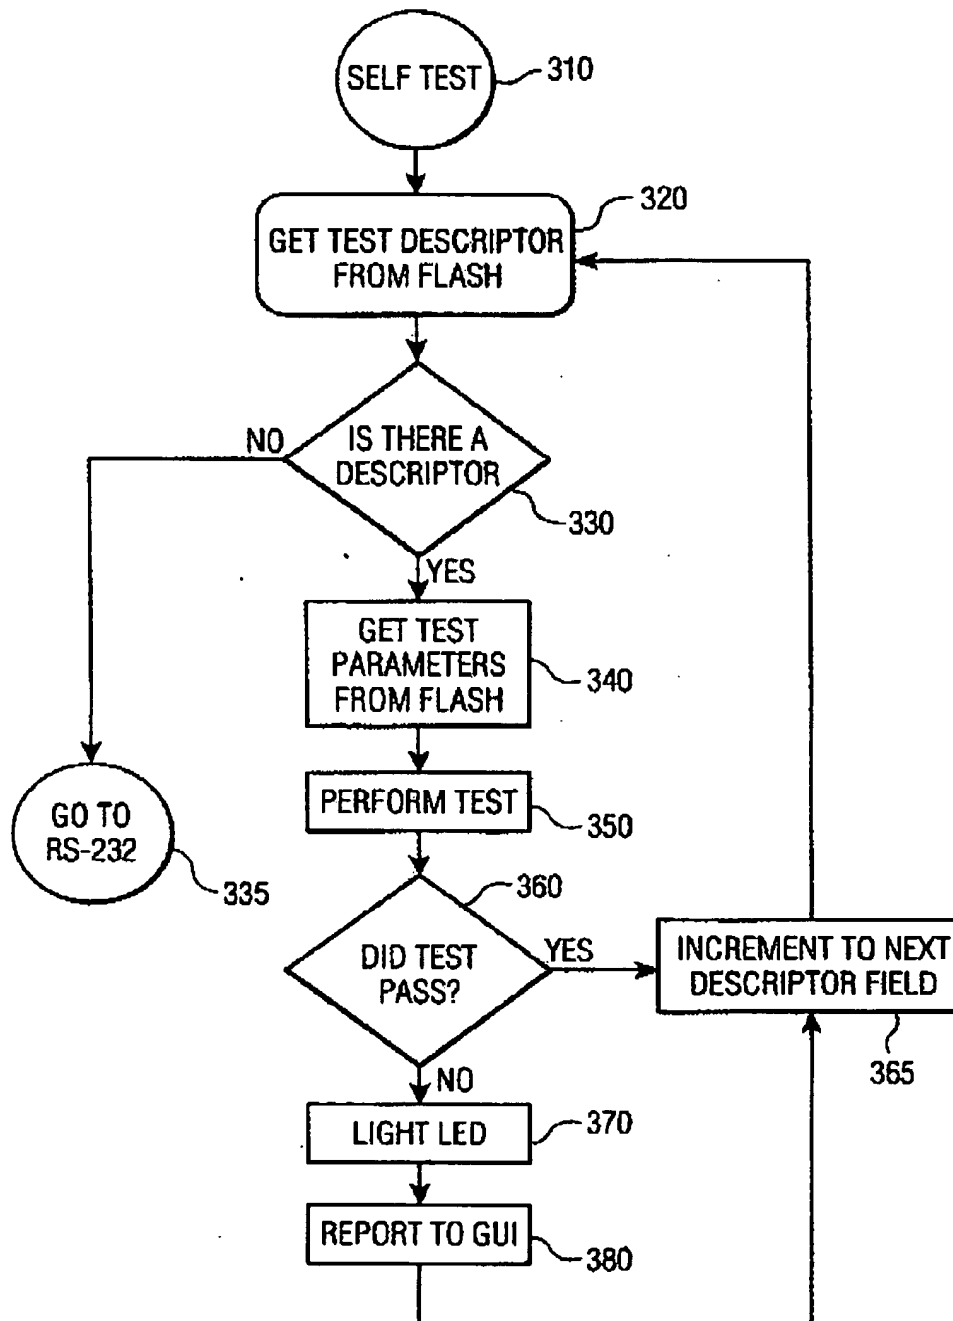 SELF TEST
310
GET TEST DESCRIPTOR
FROM FLASH
320
IS THERE A
DESCRIPTOR
330
NO
YES
GET TEST
PARAMETERS
FROM FLASH
340
GO TO
RS-232
335
PERFORM TEST
350
DID TEST
PASS?
360
YES
NO
INCREMENT TO NEXT
DESCRIPTOR FIELD
365
LIGHT LED
370
REPORT TO GUI
380